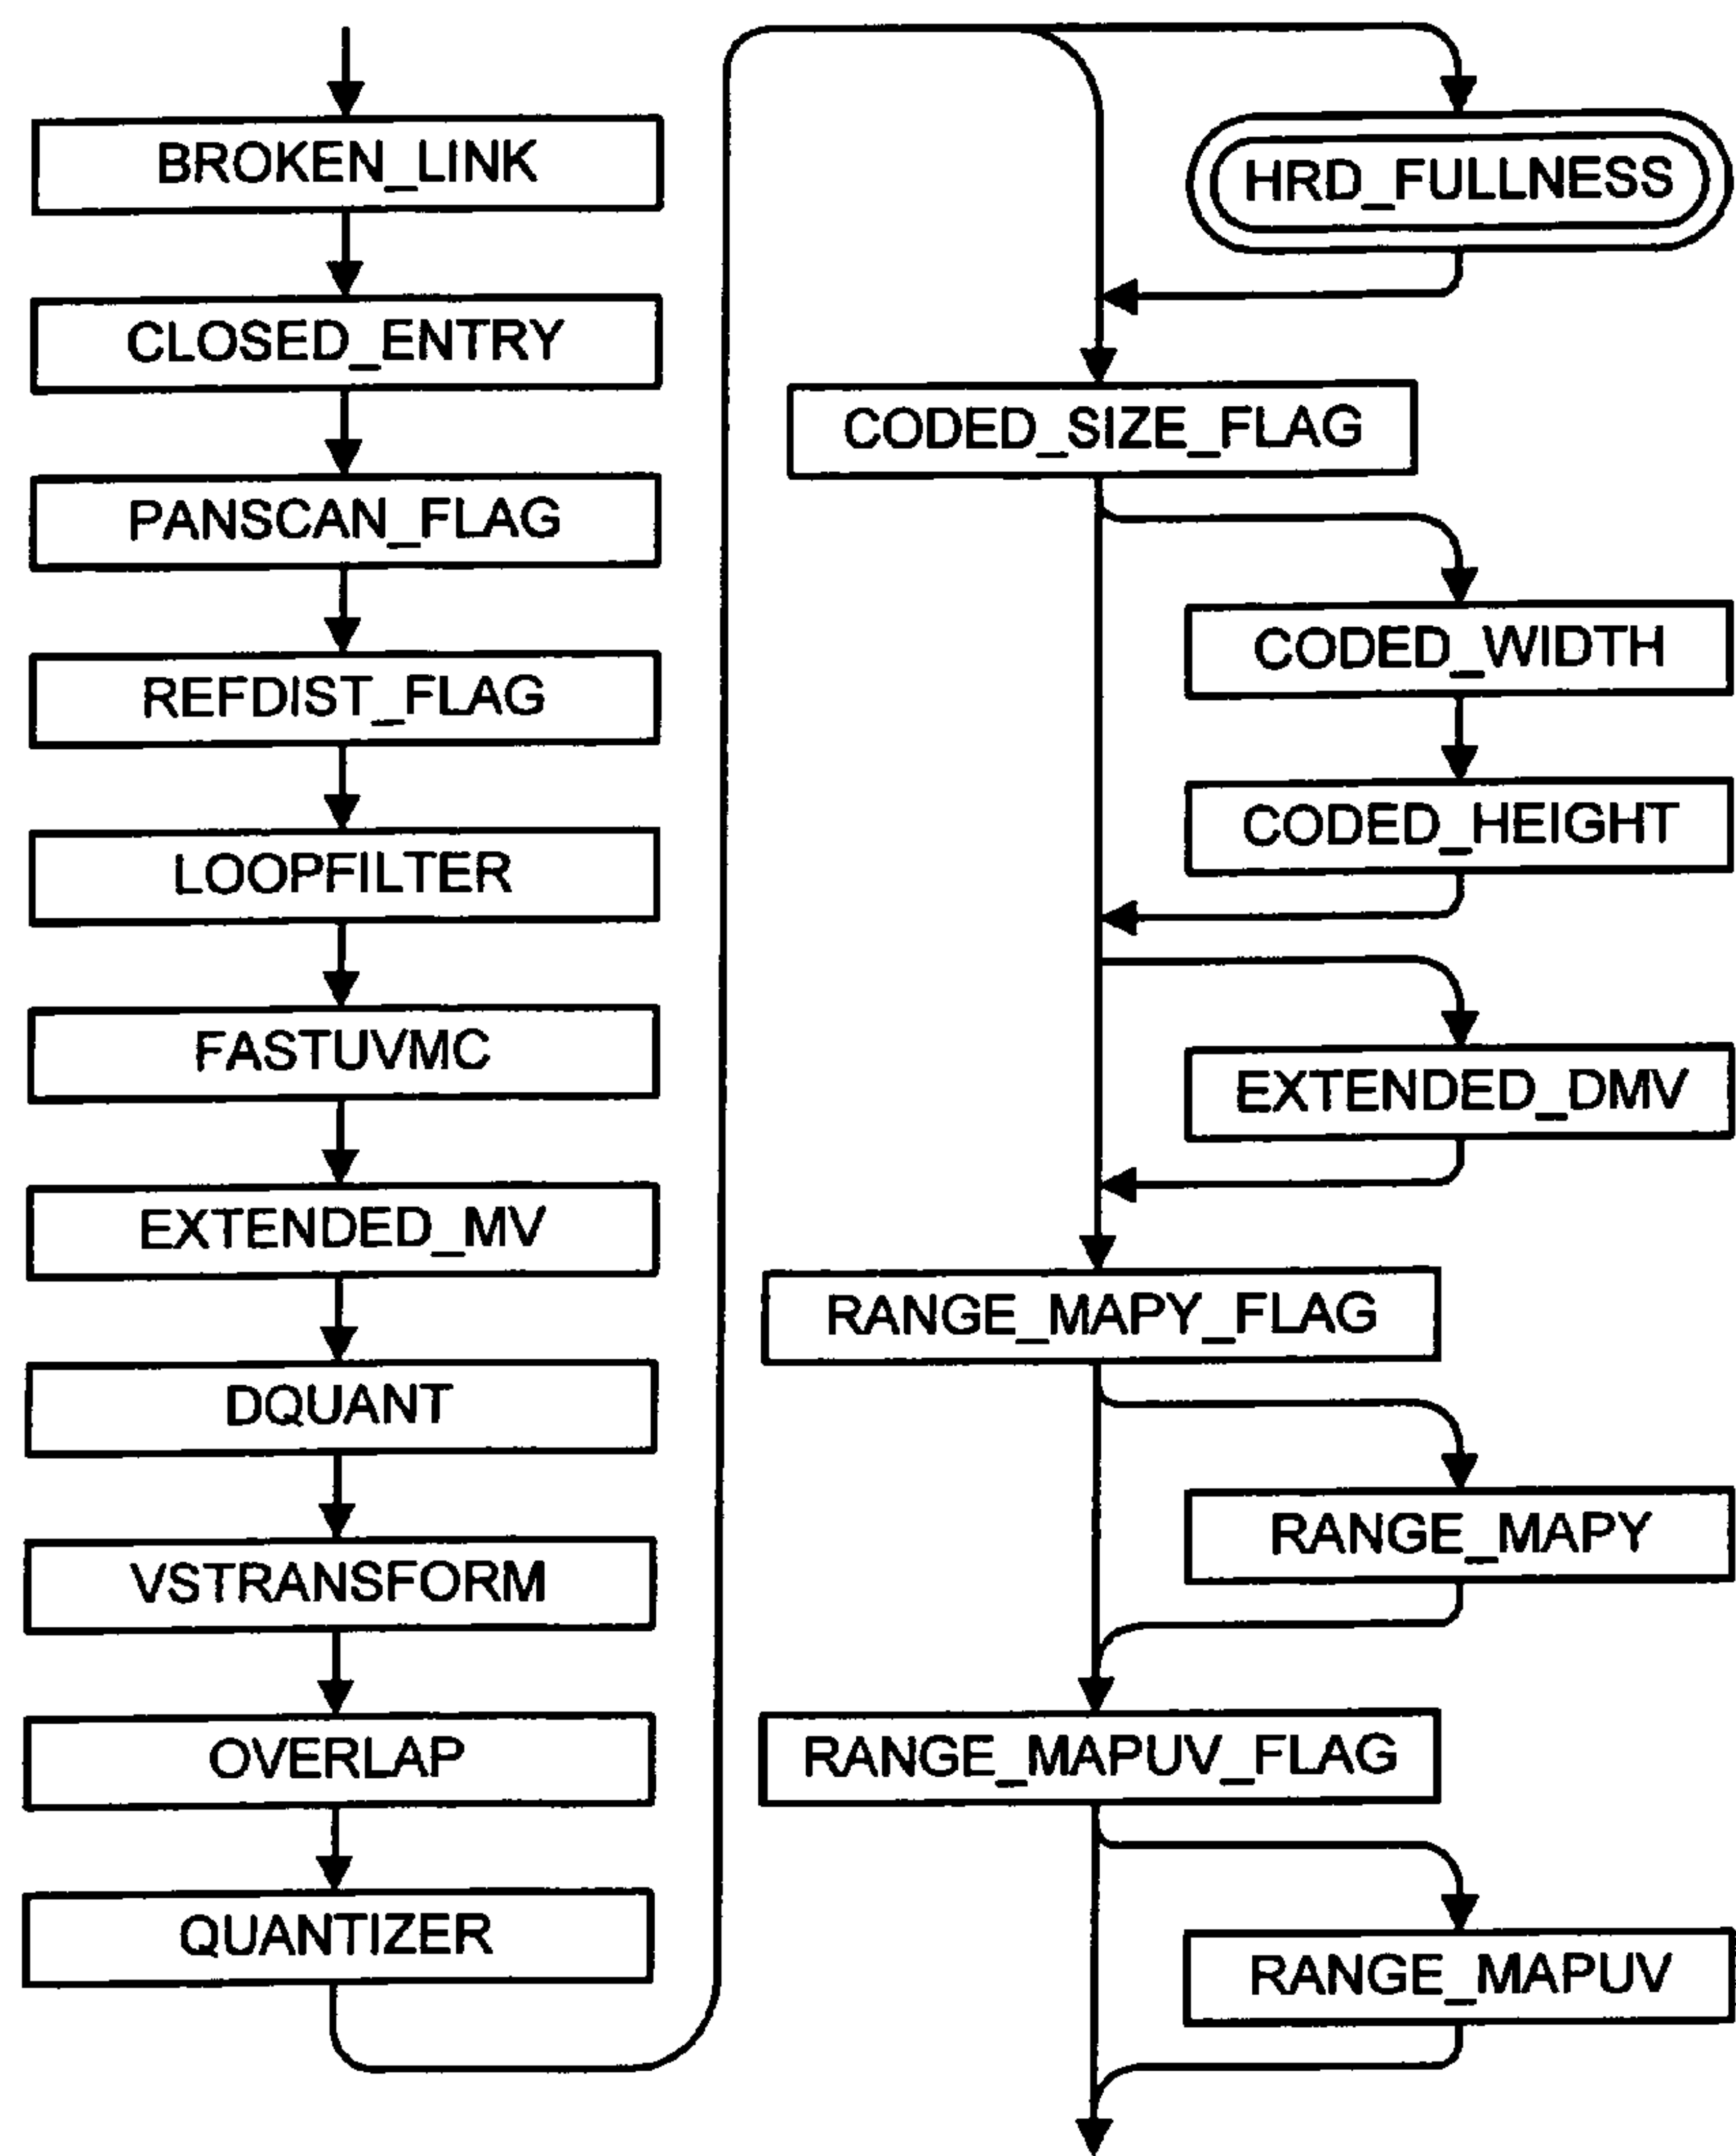 BROKEN_LINK
CLOSED_ENTRY
PANSCAN_FLAG
REFDIST_FLAG
LOOPFILTER
FASTUVMC
EXTENDED_MV
DQUANT
VSTRANSFORM
OVERLAP
QUANTIZER
HRD_FULLNESS
CODED_SIZE_FLAG
CODED_WIDTH
CODED_HEIGHT
EXTENDED_DMV
RANGE_MAPY_FLAG
RANGE_MAPY
RANGE_MAPUV_FLAG
RANGE_MAPUV